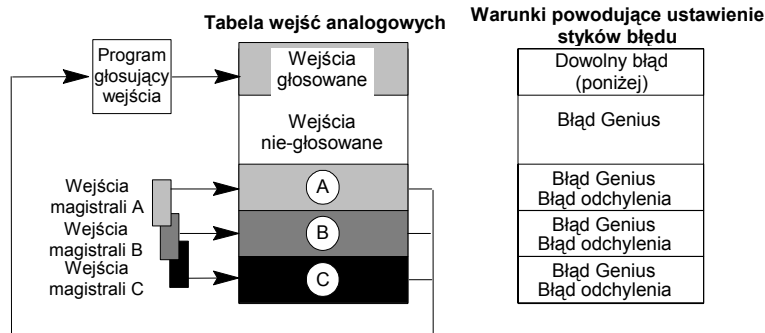 Tabela wejść analogowych
Warunki powodujące ustawienie
styków błędu
Program
głosujący
wejścia
Wejścia
głosowane
Dowolny błąd
(poniżej)
Wejścia
nie-głosowane
Błąd Genius
Wejścia
magistrali A
A
Błąd Genius
Błąd odchylenia
Wejścia
magistrali B
B
Błąd Genius
Błąd odchylenia
Wejścia
magistrali C
C
Błąd Genius
Błąd odchylenia